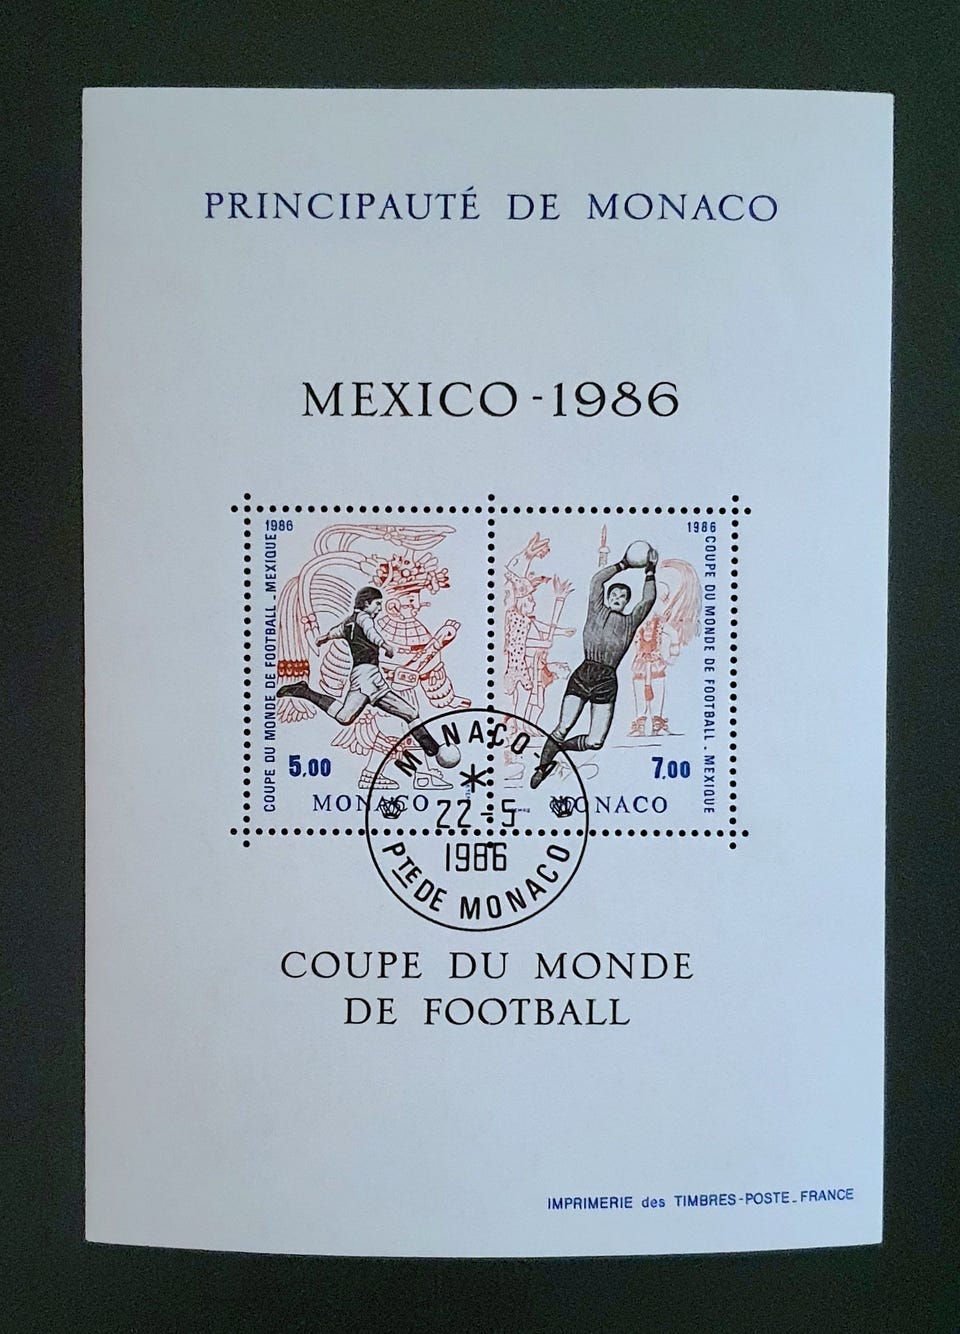 PRINCIPAUTÉ DE MONACO
MEXICO - 1986
1986
COUPE DU MONDE DE FOOTBALL - MEXIQUE
5,00
MONACO
1986
COUPE DU MONDE DE FOOTBALL - MEXIQUE
7,00
MONACO
MONACO-A
22-5
1986
PTE DE MONACO
COUPE DU MONDE
DE FOOTBALL
IMPRIMERIE des TIMBRES-POSTE - FRANCE